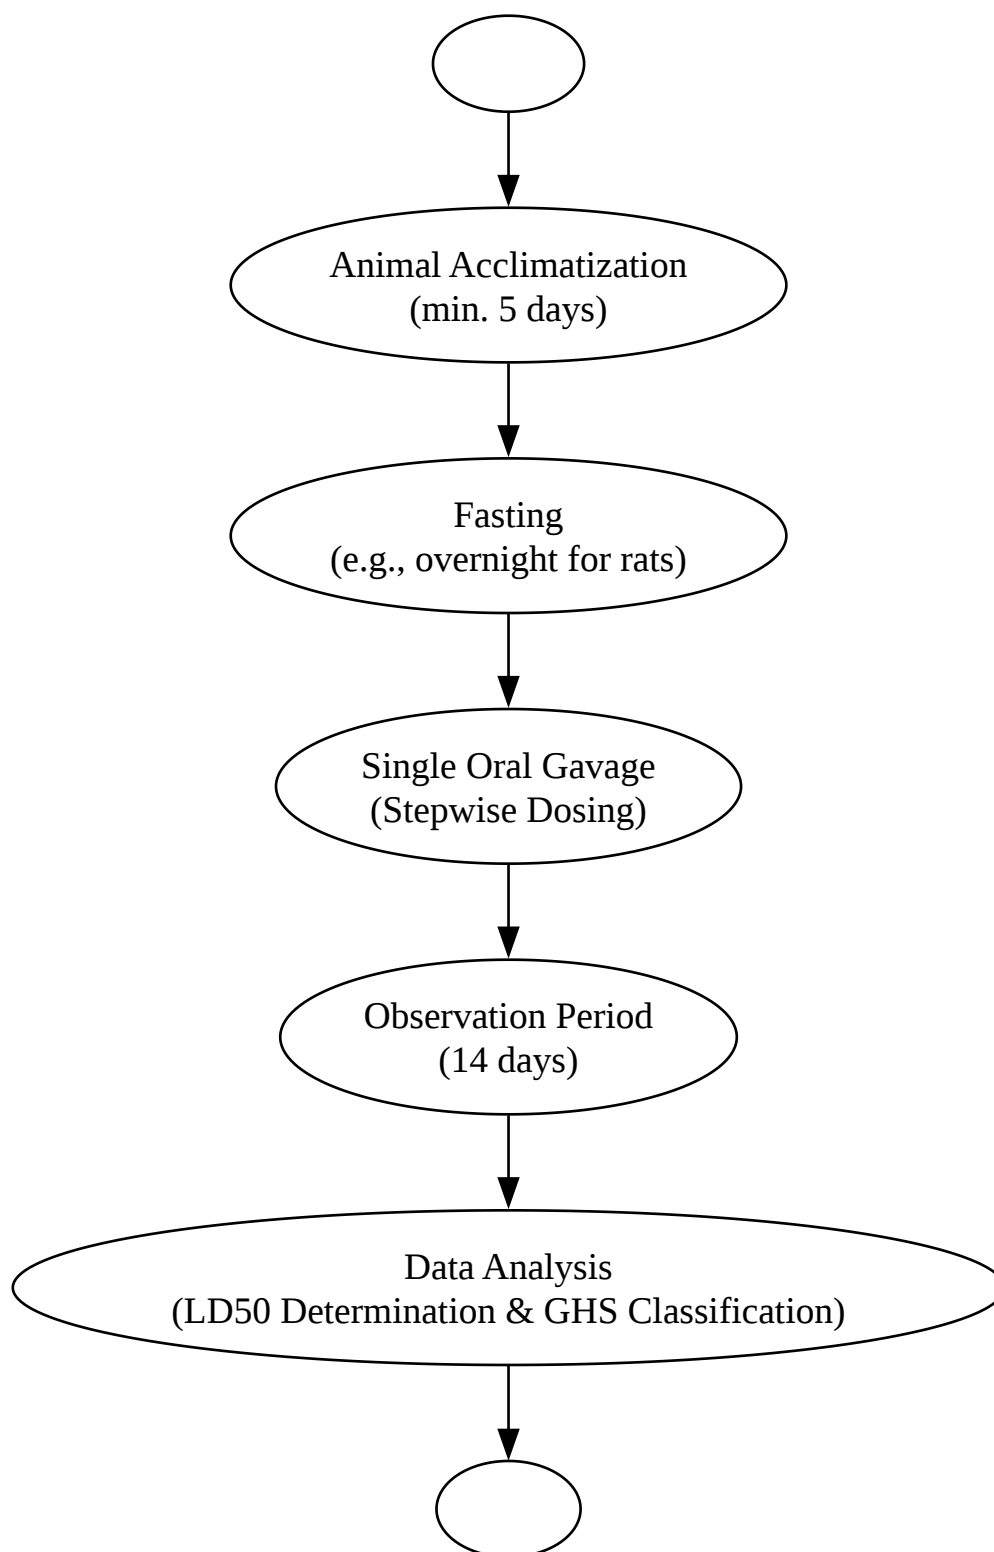 Animal Acclimatization
(min. 5 days)
Fasting
(e.g., overnight for rats)
Single Oral Gavage
(Stepwise Dosing)
Observation Period
(14 days)
Data Analysis
(LD50 Determination & GHS Classification)